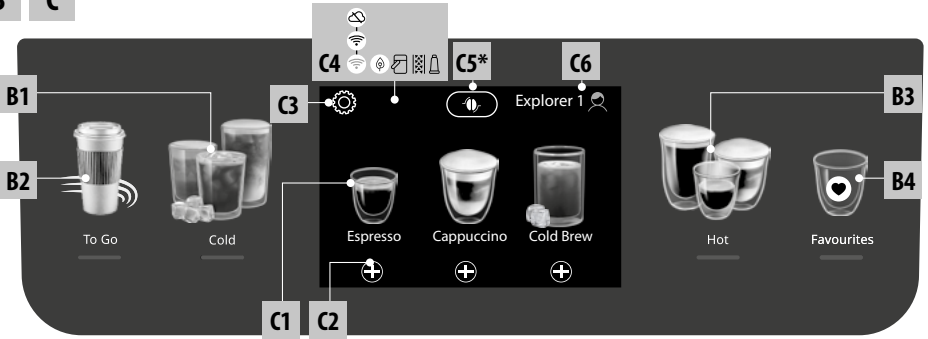 B C
C4 C5* C6
B1 C3 Explorer 1 B3
B2 B4
To Go Cold Espresso Cappuccino Cold Brew Hot Favourites
C1 C2